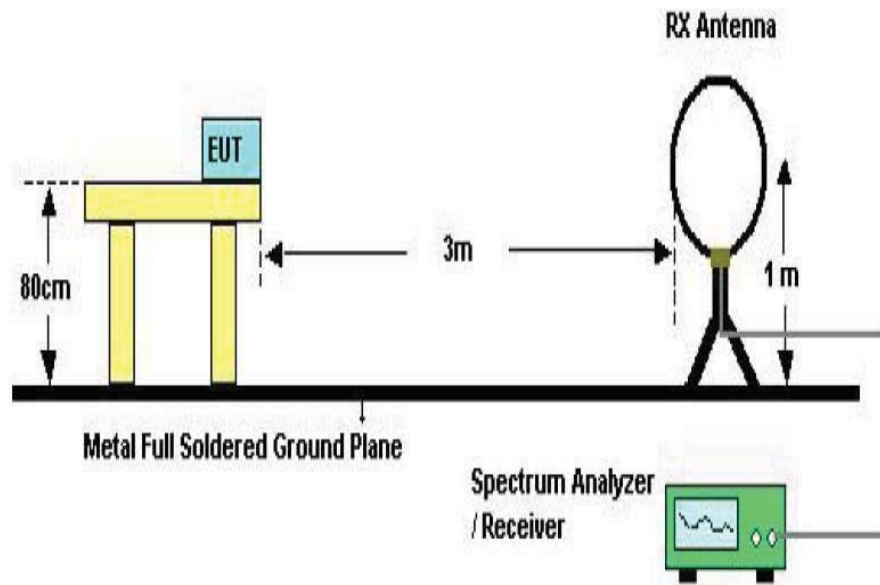 RX Antenna
EUT
3m
80cm
1 m
Metal Full Soldered Ground Plane
Spectrum Analyzer
/ Receiver